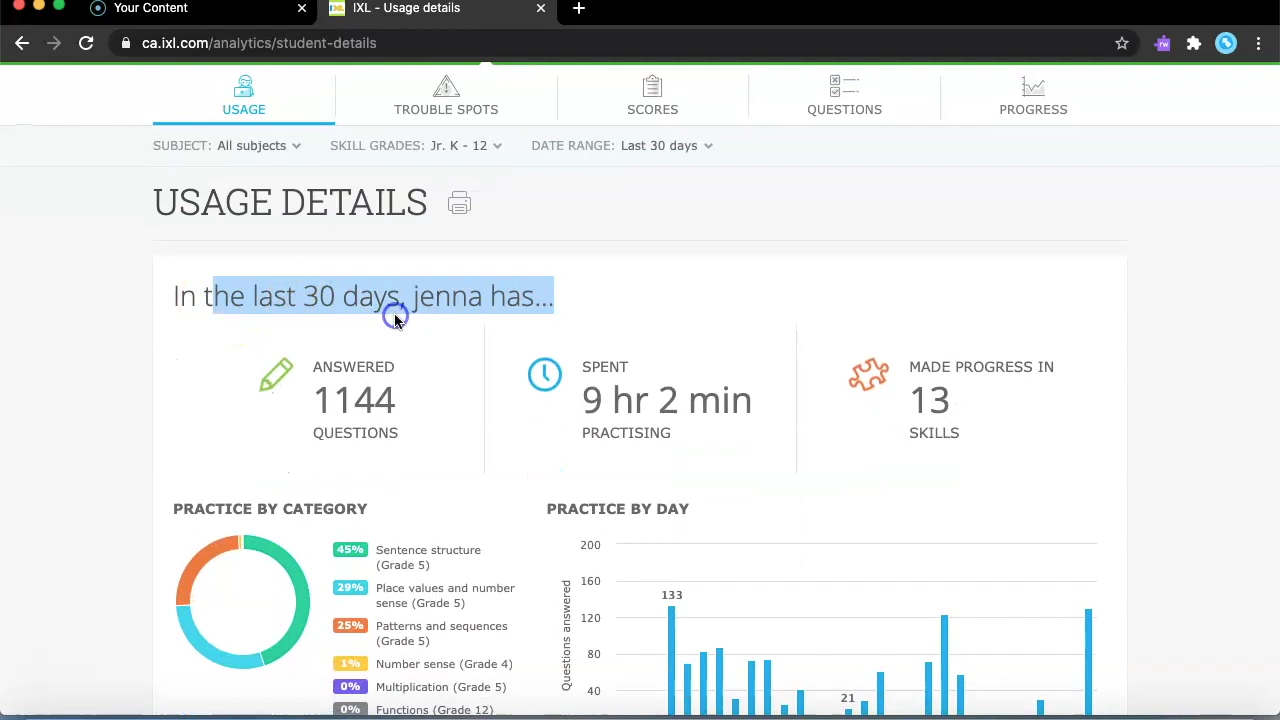 Your Content
IXL - Usage details
ca.ixl.com/analytics/student-details
USAGE
TROUBLE SPOTS
SCORES
QUESTIONS
PROGRESS
SUBJECT: All subjects
SKILL GRADES: Jr. K - 12
DATE RANGE: Last 30 days
USAGE DETAILS
In the last 30 days, jenna has...
ANSWERED
1144
QUESTIONS
SPENT
9 hr 2 min
PRACTISING
MADE PROGRESS IN
13
SKILLS
PRACTICE BY CATEGORY
45% Sentence structure
(Grade 5)
29% Place values and number
sense (Grade 5)
25% Patterns and sequences
(Grade 5)
1% Number sense (Grade 4)
0% Multiplication (Grade 5)
0% Functions (Grade 12)
PRACTICE BY DAY
Questions answered
200
160
120
80
40
133
21